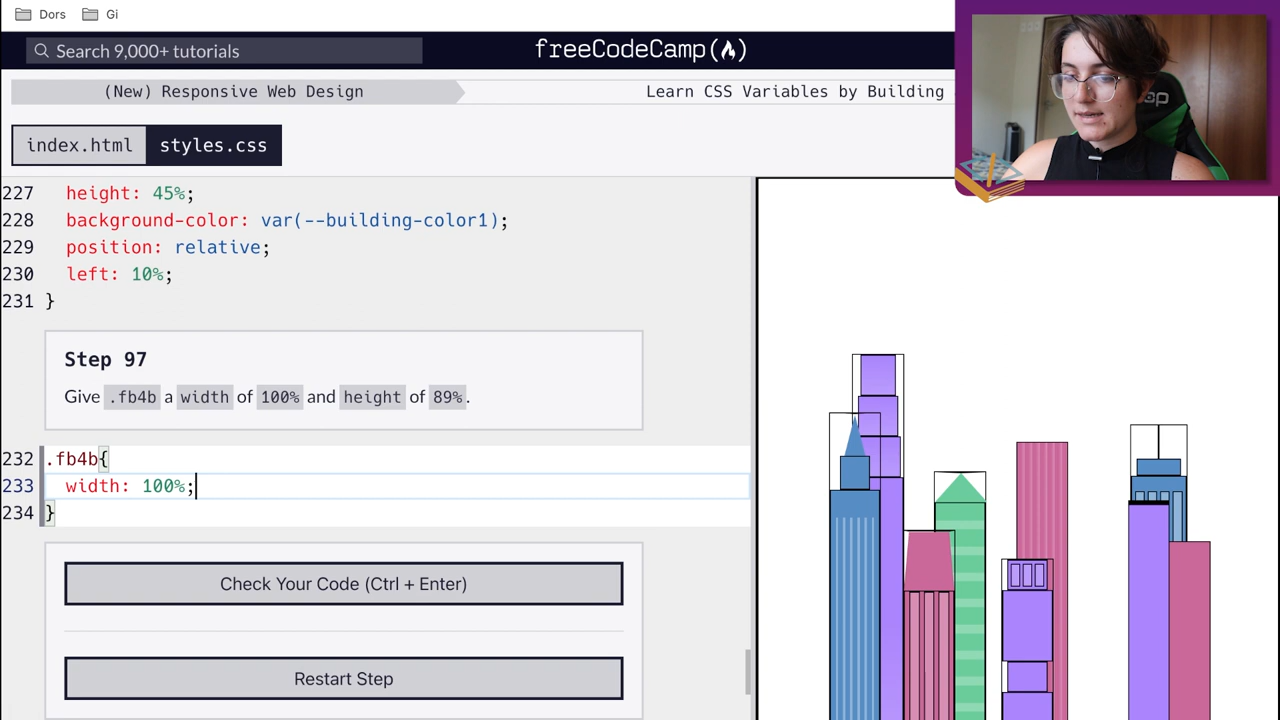 Dors Gi
Search 9,000+ tutorials
freeCodeCamp
(New) Responsive Web Design
Learn CSS Variables by Building
index.html styles.css
227 height: 45%;
228 background-color: var(--building-color1);
229 position: relative;
230 left: 10%;
231 }
Step 97
Give .fb4b a width of 100% and height of 89%.
232 .fb4b{
233 width: 100%;
234 }
Check Your Code (Ctrl + Enter)
Restart Step